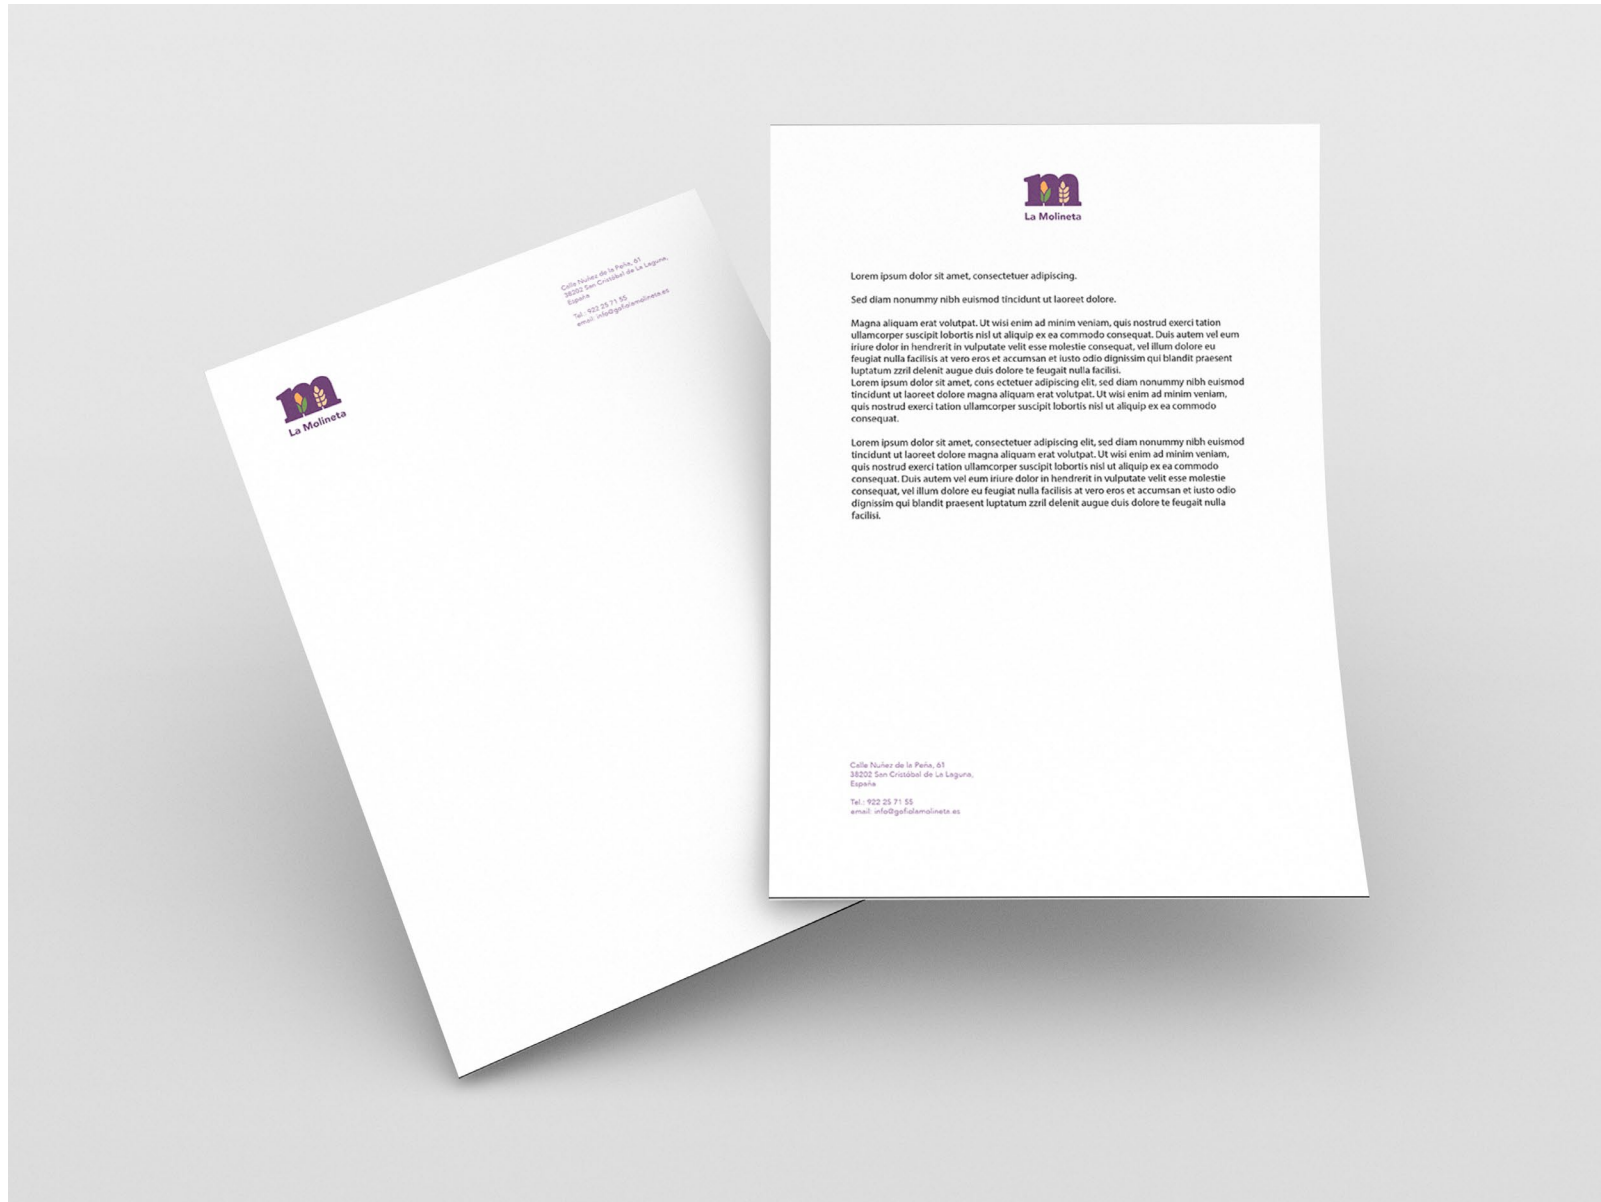 Calle Nuñez de la Peña, 61
38202 San Cristóbal de La Laguna,
España
Tel.: 922 25 71 55
email: info@gofiolamolineta.es
m
La Molineta
m
La Molineta
Lorem ipsum dolor sit amet, consectetuer adipiscing.
Sed diam nonummy nibh euismod tincidunt ut laoreet dolore.
Magna aliquam erat volutpat. Ut wisi enim ad minim veniam, quis nostrud exerci tation
ullamcorper suscipit lobortis nisl ut aliquip ex ea commodo consequat. Duis autem vel eum
iriure dolor in hendrerit in vulputate velit esse molestie consequat, vel illum dolore eu
feugiat nulla facilisis at vero eros et accumsan et iusto odio dignissim qui blandit praesent
luptatum zzril delenit augue duis dolore te feugait nulla facilisi.
Lorem ipsum dolor sit amet, cons ectetuer adipiscing elit, sed diam nonummy nibh euismod
tincidunt ut laoreet dolore magna aliquam erat volutpat. Ut wisi enim ad minim veniam,
quis nostrud exerci tation ullamcorper suscipit lobortis nisl ut aliquip ex ea commodo
consequat.
Lorem ipsum dolor sit amet, consectetuer adipiscing elit, sed diam nonummy nibh euismod
tincidunt ut laoreet dolore magna aliquam erat volutpat. Ut wisi enim ad minim veniam,
quis nostrud exerci tation ullamcorper suscipit lobortis nisl ut aliquip ex ea commodo
consequat. Duis autem vel eum iriure dolor in hendrerit in vulputate velit esse molestie
consequat, vel illum dolore eu feugiat nulla facilisis at vero eros et accumsan et iusto odio
dignissim qui blandit praesent luptatum zzril delenit augue duis dolore te feugait nulla
facilisi.
Calle Nuñez de la Peña, 61
38202 San Cristóbal de La Laguna,
España
Tel.: 922 25 71 55
email: info@gofiolamolineta.es